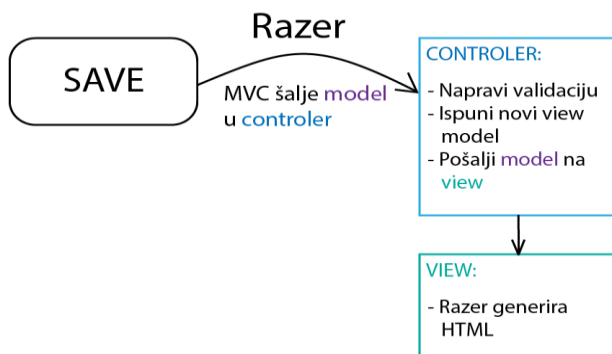 Razer
SAVE
MVC šalje model
u controler
CONTROLER:
- Napravi validaciju
- Ispuni novi view
model
- Pošalji model na
view
VIEW:
- Razer generira
HTML